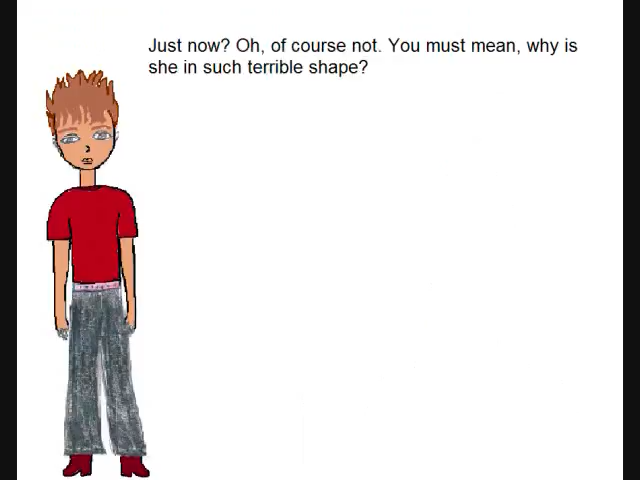 Just now? Oh, of course not. You must mean, why is
she in such terrible shape?